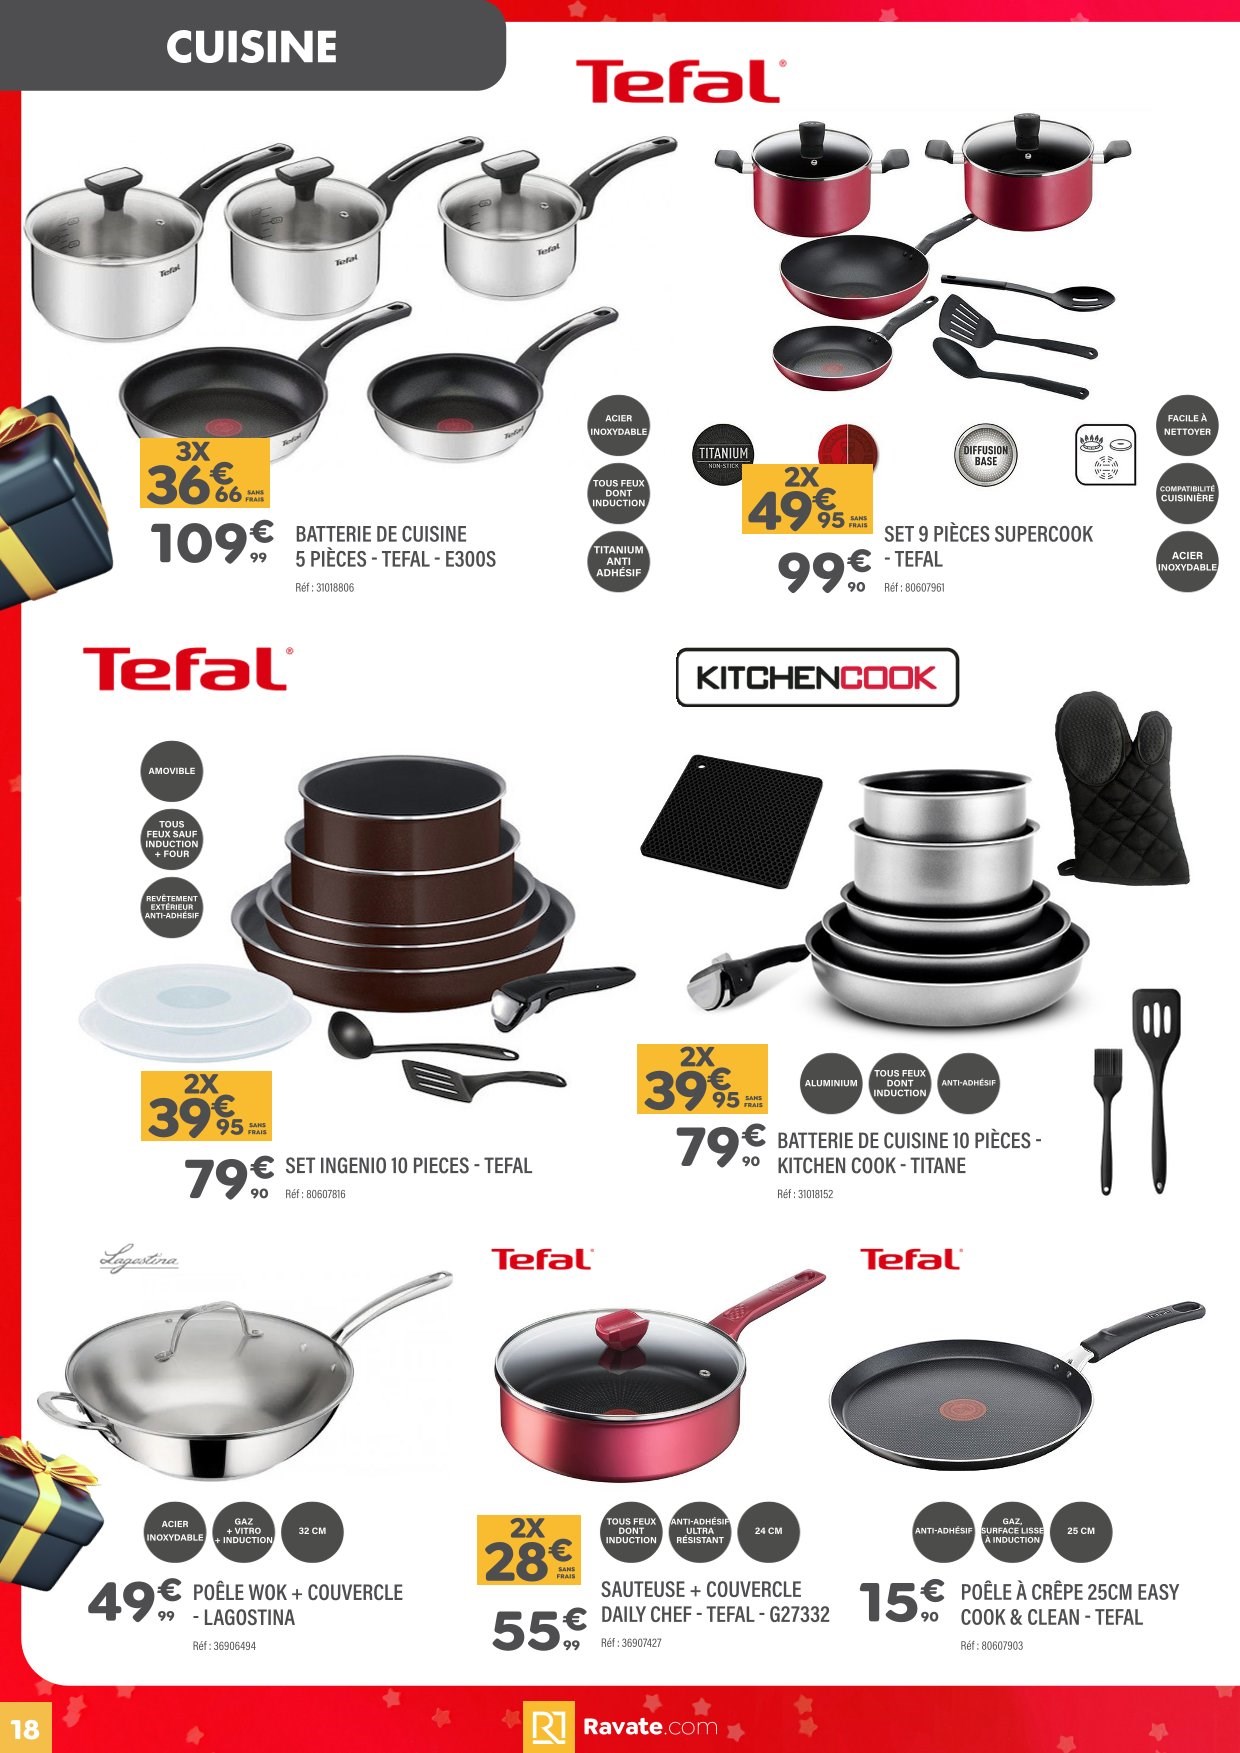 CUISINE
Tefal®
Tefal
Tefal
Tefal
Tefal
3X
36€66 SANS FRAIS
109€99
BATTERIE DE CUISINE
5 PIÈCES - TEFAL - E300S
Réf : 31018806
ACIER
INOXYDABLE
TOUS FEUX
DONT
INDUCTION
TITANIUM
ANTI
ADHÉSIF
TITANIUM
NON-STICK
DIFFUSION
BASE
2X
49€95 SANS FRAIS
99€90
SET 9 PIÈCES SUPERCOOK
- TEFAL
Réf : 80607961
FACILE À
NETTOYER
COMPATIBILITÉ
CUISINIÈRE
ACIER
INOXYDABLE
Tefal®
AMOVIBLE
TOUS
FEUX SAUF
INDUCTION
+ FOUR
REVÊTEMENT
EXTÉRIEUR
ANTI-ADHÉSIF
2X
39€95 SANS FRAIS
79€90
SET INGENIO 10 PIECES - TEFAL
Réf : 80607816
KITCHENCOOK
2X
39€95 SANS FRAIS
ALUMINIUM
TOUS FEUX
DONT
INDUCTION
ANTI-ADHÉSIF
79€90
BATTERIE DE CUISINE 10 PIÈCES -
KITCHEN COOK - TITANE
Réf : 31018152
Lagostina
ACIER
INOXYDABLE
GAZ
+ VITRO
+ INDUCTION
32 CM
49€99
POÊLE WOK + COUVERCLE
- LAGOSTINA
Réf : 36906494
Tefal
2X
28€ SANS FRAIS
TOUS FEUX
DONT
INDUCTION
ANTI-ADHÉSIF
ULTRA
RÉSISTANT
24 CM
55€99
SAUTEUSE + COUVERCLE
DAILY CHEF - TEFAL - G27332
Réf : 36907427
Tefal
ANTI-ADHÉSIF
GAZ,
SURFACE LISSE
À INDUCTION
25 CM
15€90
POÊLE À CRÊPE 25CM EASY
COOK & CLEAN - TEFAL
Réf : 80607903
18
Ravate.com